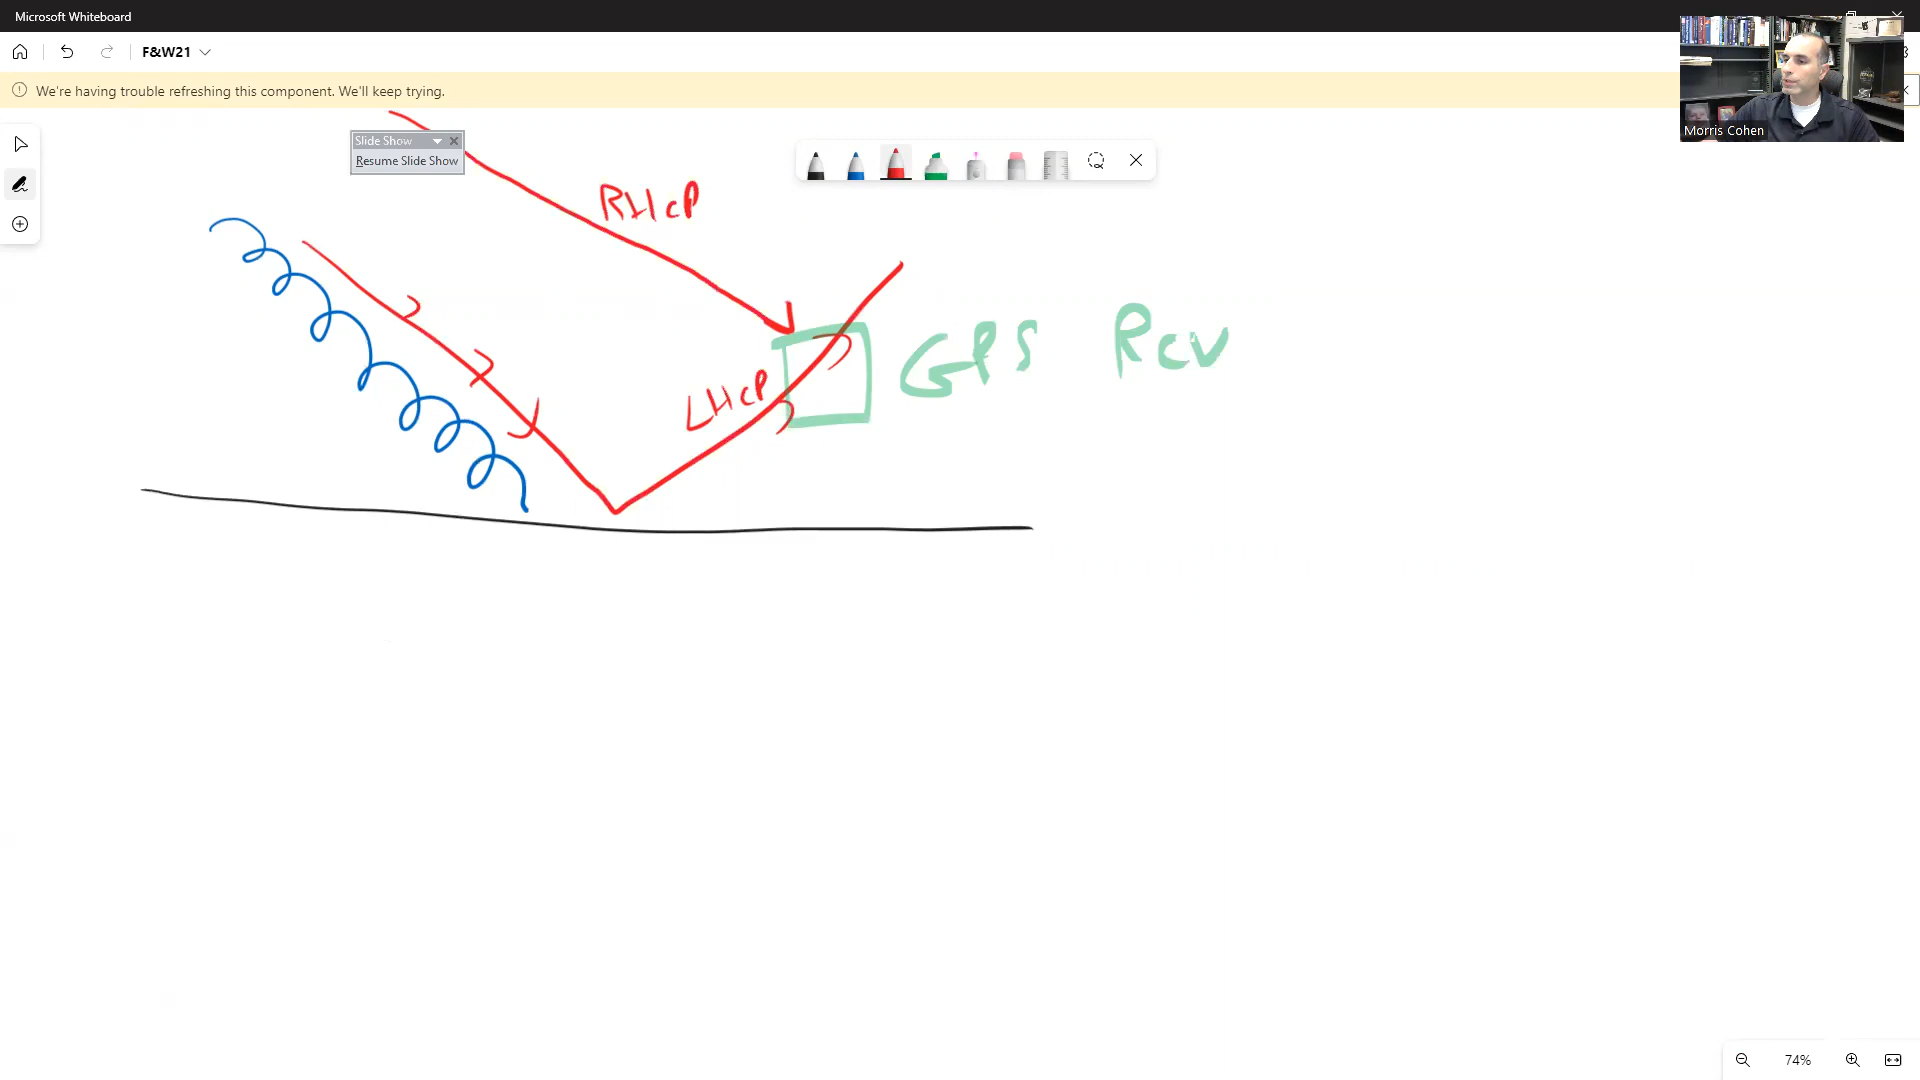 Microsoft Whiteboard
F&W21
We're having trouble refreshing this component. We'll keep trying.
Slide Show
Resume Slide Show
Morris Cohen
RHCP
GPS Rcv
LHCP
74%